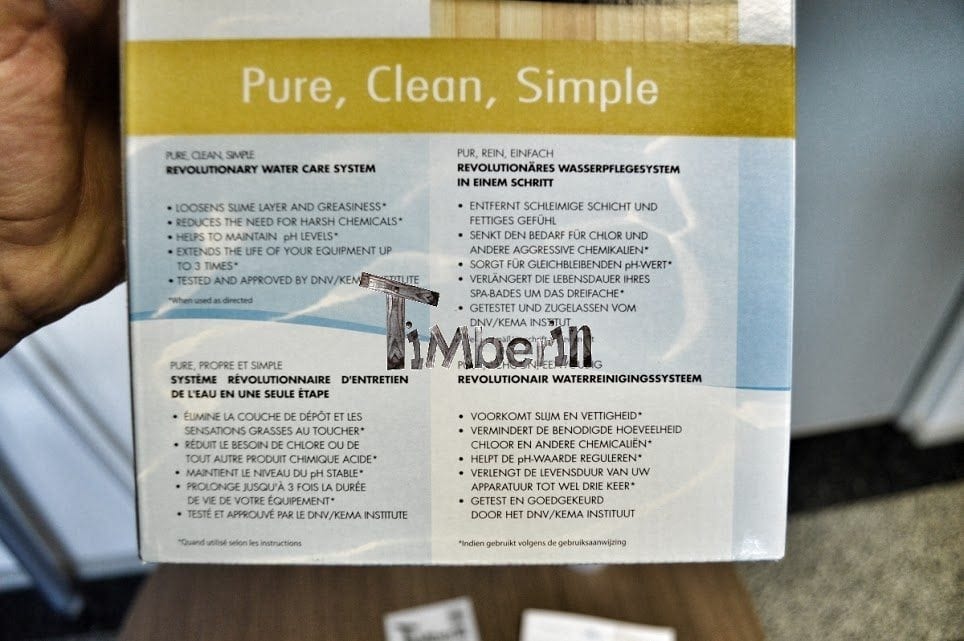 Pure, Clean, Simple
PURE, CLEAN, SIMPLE
REVOLUTIONARY WATER CARE SYSTEM
• LOOSENS SLIME LAYER AND GREASINESS*
• REDUCES THE NEED FOR HARSH CHEMICALS*
• HELPS TO MAINTAIN pH LEVELS*
• EXTENDS THE LIFE OF YOUR EQUIPMENT UP
TO 3 TIMES*
• TESTED AND APPROVED BY DNV/KEMA INSTITUTE
*When used as directed
PUR, REIN, EINFACH
REVOLUTIONÄRES WASSERPFLEGESYSTEM
IN EINEM SCHRITT
• ENTFERNT SCHLEIMIGE SCHICHT UND
FETTIGES GEFÜHL
• SENKT DEN BEDARF FÜR CHLOR UND
ANDERE AGGRESSIVE CHEMIKALIEN*
• SORGT FÜR GLEICHBLEIBENDEN pH-WERT*
• VERLÄNGERT DIE LEBENSDAUER IHRES
SPA-BADES UM DAS DREIFACHE*
• GETESTET UND ZUGELASSEN VOM
DNV/KEMA INSTITUT
TiMberin
PURE, PROPRE ET SIMPLE
SYSTÈME RÉVOLUTIONNAIRE D'ENTRETIEN
DE L'EAU EN UNE SEULE ÉTAPE
• ÉLIMINE LA COUCHE DE DÉPÔT ET LES
SENSATIONS GRASSES AU TOUCHER*
• RÉDUIT LE BESOIN DE CHLORE OU DE
TOUT AUTRE PRODUIT CHIMIQUE ACIDE*
• MAINTIENT LE NIVEAU DU pH STABLE*
• PROLONGE JUSQU'À 3 FOIS LA DURÉE
DE VIE DE VOTRE ÉQUIPEMENT*
• TESTÉ ET APPROUVÉ PAR LE DNV/KEMA INSTITUTE
*Quand utilisé selon les instructions
REVOLUTIONAIR WATERREINIGINGSSYSTEEM
• VOORKOMT SLIJM EN VETTIGHEID*
• VERMINDERT DE BENODIGDE HOEVEELHEID
CHLOOR EN ANDERE CHEMICALIËN*
• HELPT DE pH-WAARDE REGULEREN*
• VERLENGT DE LEVENSDUUR VAN UW
APPARATUUR TOT WEL DRIE KEER*
• GETEST EN GOEDGEKEURD
DOOR HET DNV/KEMA INSTITUUT
*Indien gebruikt volgens de gebruiksaanwijzing